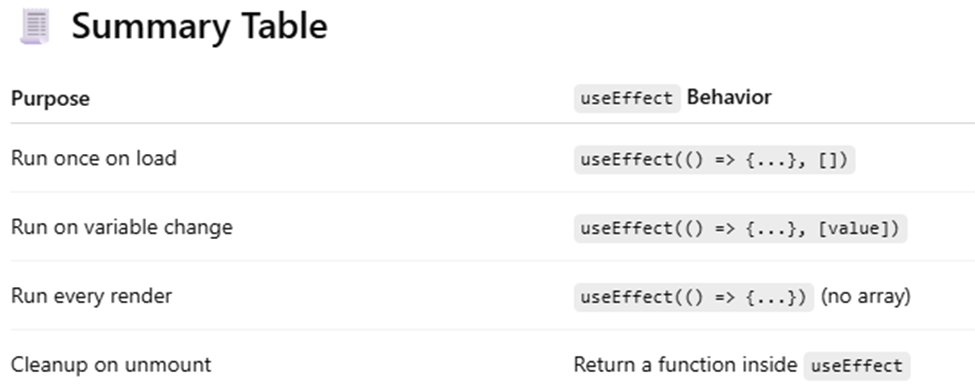 Summary Table
Purpose useEffect Behavior
Run once on load useEffect(() => {...}, [])
Run on variable change useEffect(() => {...}, [value])
Run every render useEffect(() => {...}) (no array)
Cleanup on unmount Return a function inside useEffect